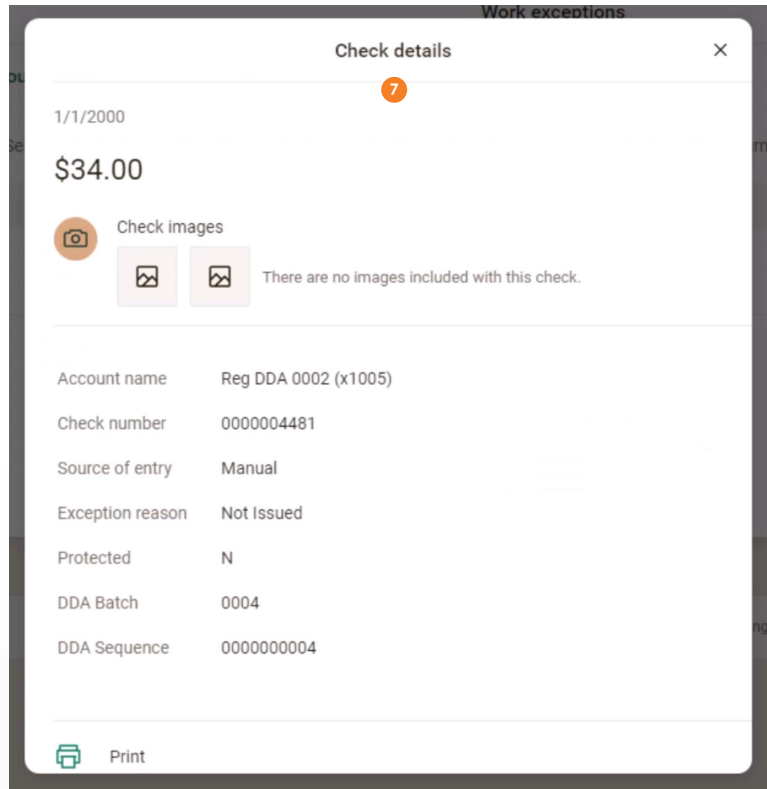 Work exceptions
Check details
7
1/1/2000
$34.00
Check images
There are no images included with this check.
Account name Reg DDA 0002 (x1005)
Check number 0000004481
Source of entry Manual
Exception reason Not Issued
Protected N
DDA Batch 0004
DDA Sequence 0000000004
Print